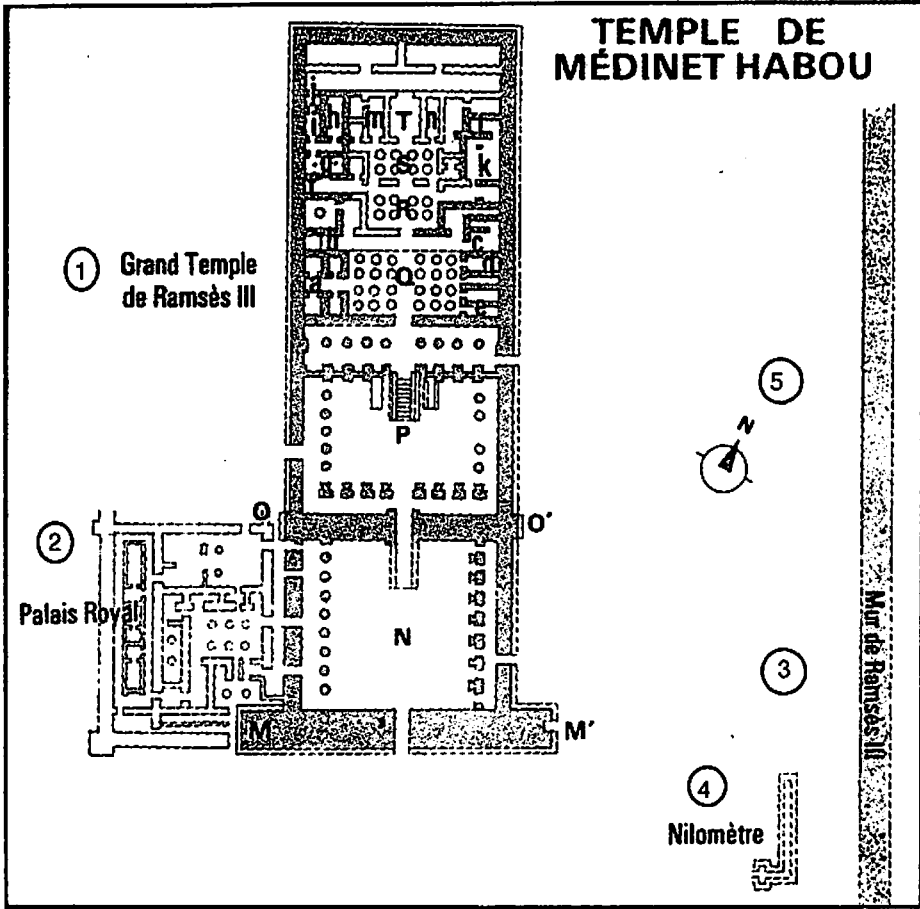 TEMPLE DE
MÉDINET HABOU
T
m
h
h
i
S
k
R
c
d
Q
a
1
Grand Temple
de Ramsès III
5
N
P
O
O'
2
Palais Royal
N
Mur de Ramsès III
3
M
M'
4
Nilomètre